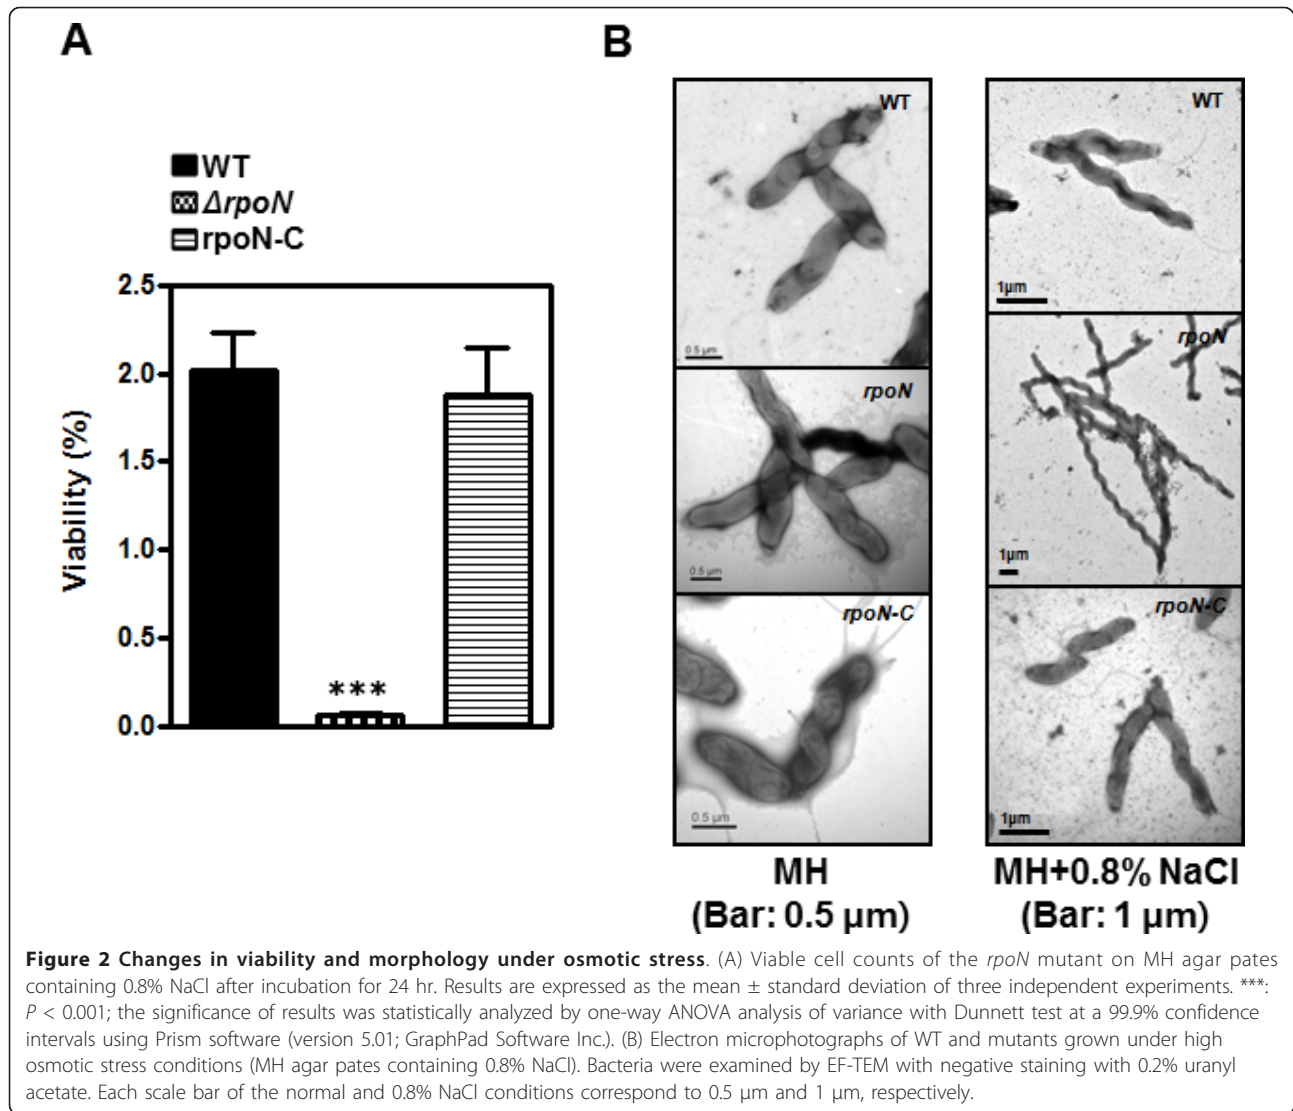 A
WT
ΔrpoN
rpoN-C
2.5
2.0
1.5
1.0
0.5
0.0
Viability (%)
***
B
WT
0.5 µm
rpoN
0.5 µm
rpoN-C
0.5 µm
MH
(Bar: 0.5 µm)
WT
1µm
rpoN
1µm
rpoN-C
1µm
MH+0.8% NaCl
(Bar: 1 µm)
Figure 2 Changes in viability and morphology under osmotic stress. (A) Viable cell counts of the rpoN mutant on MH agar pates
containing 0.8% NaCl after incubation for 24 hr. Results are expressed as the mean ± standard deviation of three independent experiments. ***:
P < 0.001; the significance of results was statistically analyzed by one-way ANOVA analysis of variance with Dunnett test at a 99.9% confidence
intervals using Prism software (version 5.01; GraphPad Software Inc.). (B) Electron microphotographs of WT and mutants grown under high
osmotic stress conditions (MH agar pates containing 0.8% NaCl). Bacteria were examined by EF-TEM with negative staining with 0.2% uranyl
acetate. Each scale bar of the normal and 0.8% NaCl conditions correspond to 0.5 µm and 1 µm, respectively.